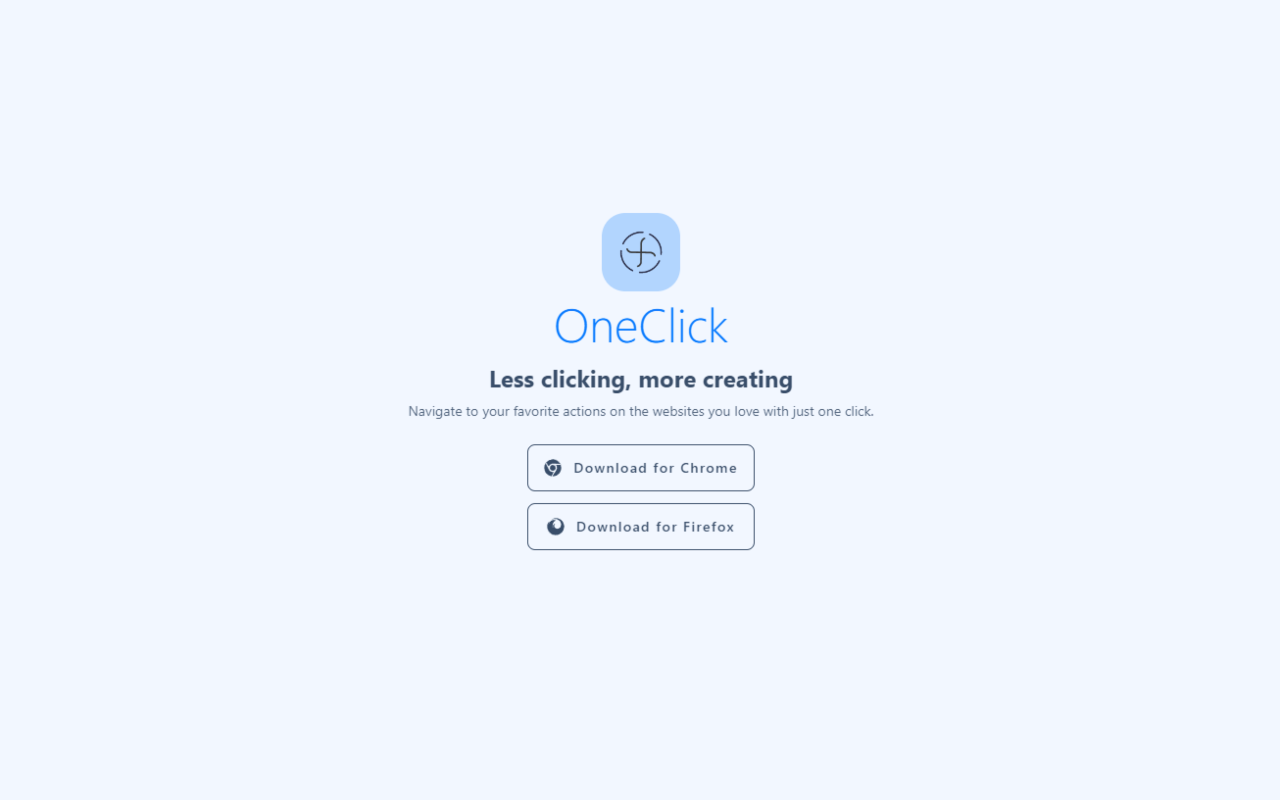 OneClick
Less clicking, more creating
Navigate to your favorite actions on the websites you love with just one click.
Download for Chrome
Download for Firefox